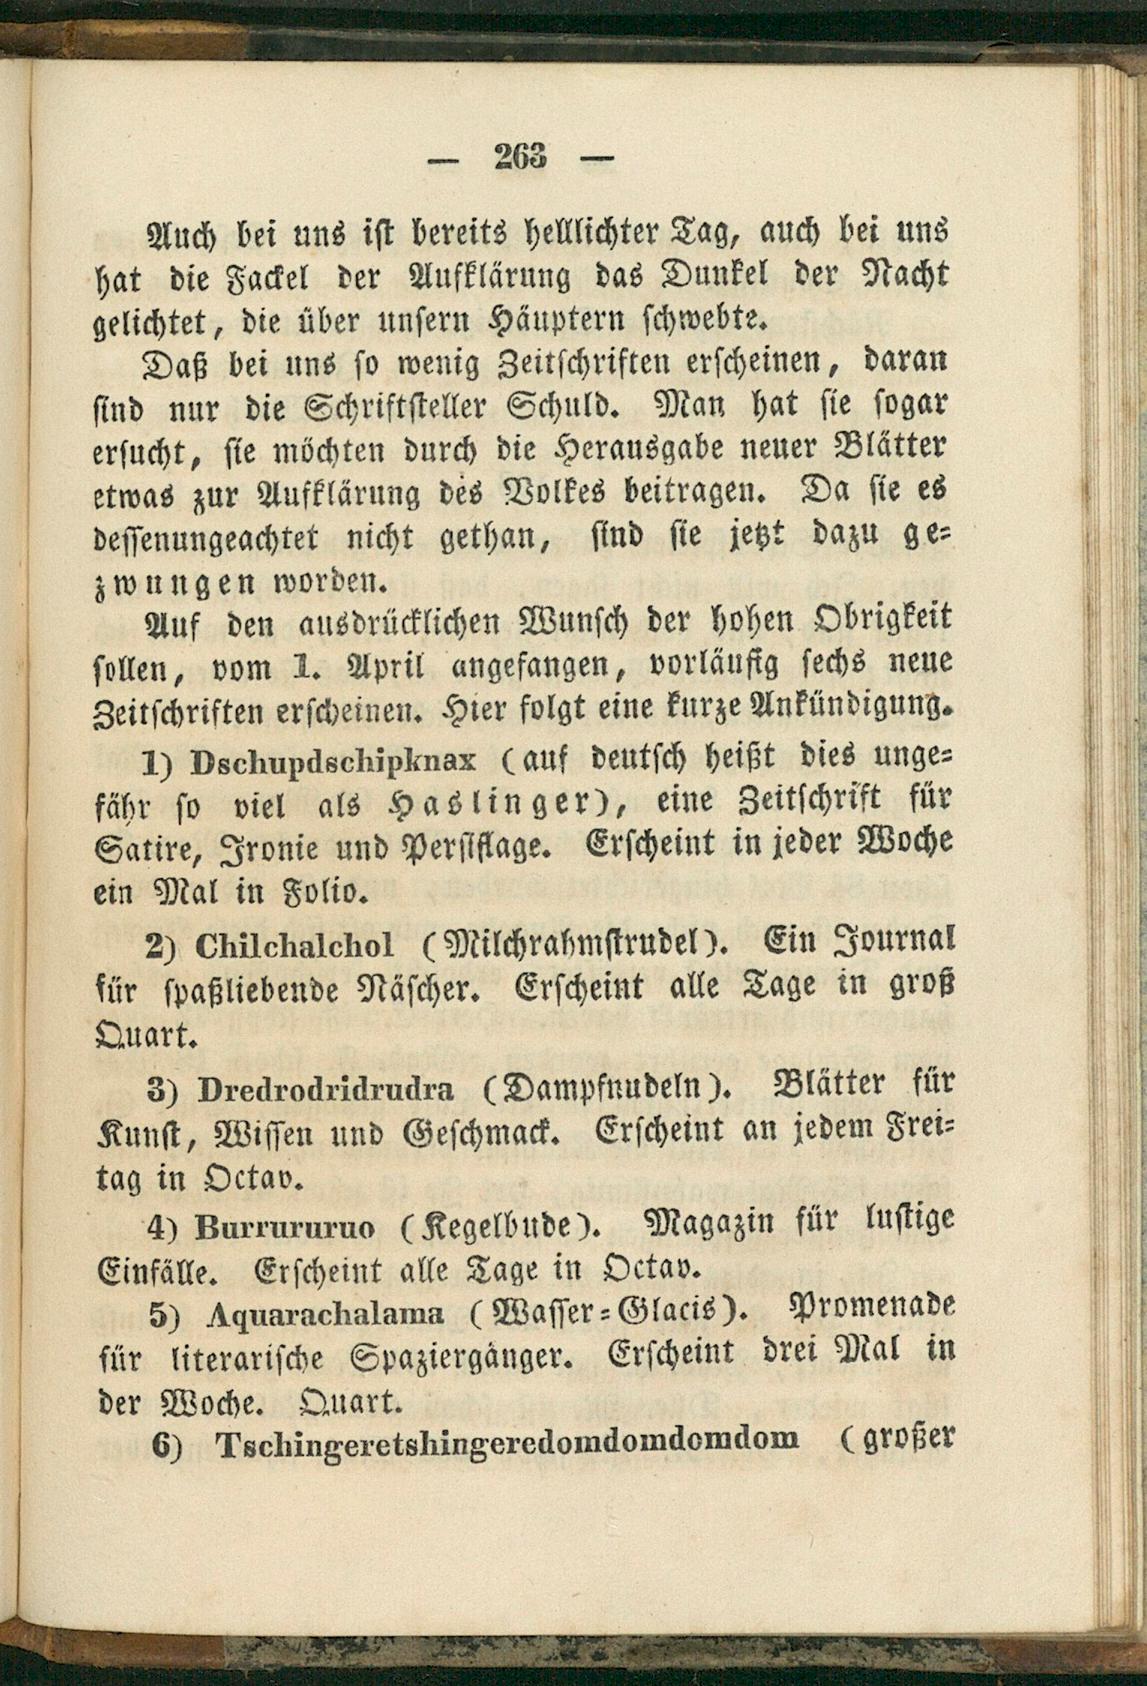 — 263 —
Auch bei uns ist bereits helllichter Tag, auch bei uns
hat die Fackel der Aufklärung das Dunkel der Nacht
gelichtet, die über unsern Häuptern schwebte.
Daß bei uns so wenig Zeitschriften erscheinen, daran
sind nur die Schriftsteller Schuld. Man hat sie sogar
ersucht, sie möchten durch die Herausgabe neuer Blätter
etwas zur Aufklärung des Volkes beitragen. Da sie es
dessenungeachtet nicht gethan, sind sie jetzt dazu ge-
zwungen worden.
Auf den ausdrücklichen Wunsch der hohen Obrigkeit
sollen, vom 1. April angefangen, vorläufig sechs neue
Zeitschriften erscheinen. Hier folgt eine kurze Ankündigung.
1) Dschupdschipknax (auf deutsch heißt dies unge-
fähr so viel als Haslinger), eine Zeitschrift für
Satire, Ironie und Persiflage. Erscheint in jeder Woche
ein Mal in Folio.
2) Chilchalchol (Milchrahmstrudel). Ein Journal
für spaßliebende Näscher. Erscheint alle Tage in groß
Quart.
3) Dredrodridrudra (Dampfnudeln). Blätter für
Kunst, Wissen und Geschmack. Erscheint an jedem Frei-
tag in Octav.
4) Burrururuo (Kegelbude). Magazin für lustige
Einfälle. Erscheint alle Tage in Octav.
5) Aquarachalama (Wasser-Glacis). Promenade
für literarische Spaziergänger. Erscheint drei Mal in
der Woche. Quart.
6) Tschingeretshingeredomdomdomdom (großer